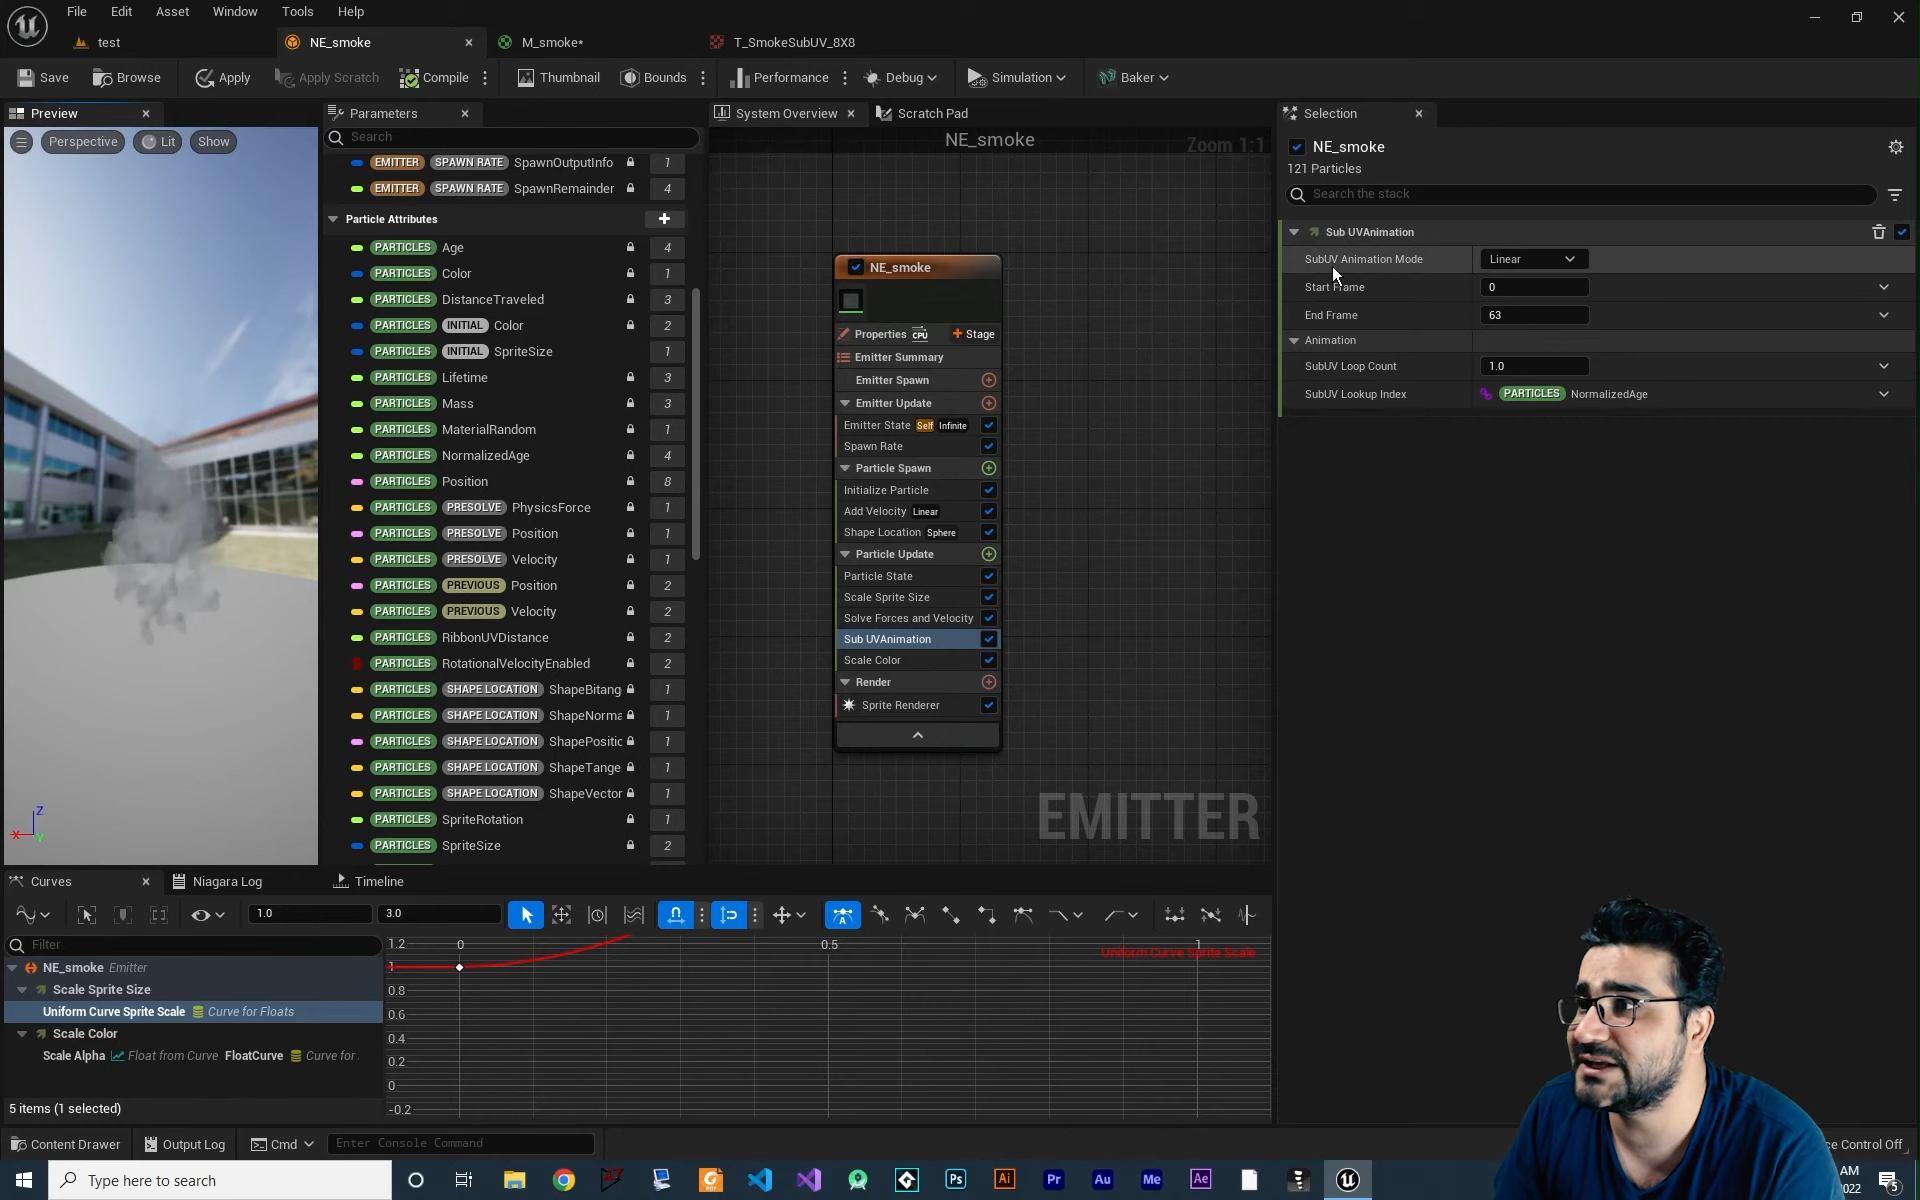 File Edit Asset Window Tools Help
test NE_smoke M_smoke* T_SmokeSubUV_8X8
Save Browse Apply Apply Scratch Compile Thumbnail Bounds Performance Debug Simulation Baker
Preview Parameters System Overview Scratch Pad Selection
Perspective Lit Show
Search
EMITTER SPAWN RATE SpawnOutputInfo 1
EMITTER SPAWN RATE SpawnRemainder 4
Particle Attributes
PARTICLES Age 4
PARTICLES Color 1
PARTICLES DistanceTraveled 3
PARTICLES INITIAL Color 2
PARTICLES INITIAL SpriteSize 1
PARTICLES Lifetime 3
PARTICLES Mass 3
PARTICLES MaterialRandom 1
PARTICLES NormalizedAge 4
PARTICLES Position 8
PARTICLES PRESOLVE PhysicsForce 1
PARTICLES PRESOLVE Position 1
PARTICLES PRESOLVE Velocity 1
PARTICLES PREVIOUS Position 2
PARTICLES PREVIOUS Velocity 2
PARTICLES RibbonUVDistance 2
PARTICLES RotationalVelocityEnabled 2
PARTICLES SHAPE LOCATION ShapeBitang 1
PARTICLES SHAPE LOCATION ShapeNorma 1
PARTICLES SHAPE LOCATION ShapePositic 1
PARTICLES SHAPE LOCATION ShapeTange 1
PARTICLES SHAPE LOCATION ShapeVector 1
PARTICLES SpriteRotation 1
PARTICLES SpriteSize 2
Z
X Y
NE_smoke
Zoom 1:1
NE_smoke
Properties CPU Stage
Emitter Summary
Emitter Spawn
Emitter Update
Emitter State Self Infinite
Spawn Rate
Particle Spawn
Initialize Particle
Add Velocity Linear
Shape Location Sphere
Particle Update
Particle State
Scale Sprite Size
Solve Forces and Velocity
Sub UVAnimation
Scale Color
Render
Sprite Renderer
EMITTER
NE_smoke
121 Particles
Search the stack
Sub UVAnimation
SubUV Animation Mode Linear
Start Frame 0
End Frame 63
Animation
SubUV Loop Count 1.0
SubUV Lookup Index PARTICLES NormalizedAge
Curves Niagara Log Timeline
1.0 3.0
Filter
NE_smoke Emitter
Scale Sprite Size
Uniform Curve Sprite Scale Curve for Floats
Scale Color
Scale Alpha Float from Curve FloatCurve Curve for
5 items (1 selected)
0 0.5 1
Uniform Curve Sprite Scale
1.2
1
0.8
0.6
0.4
0.2
0
-0.2
Content Drawer Output Log Cmd Enter Console Command ce Control Off
Type here to search
Ps Ai Pr Au Me Ae
AM
2022
5